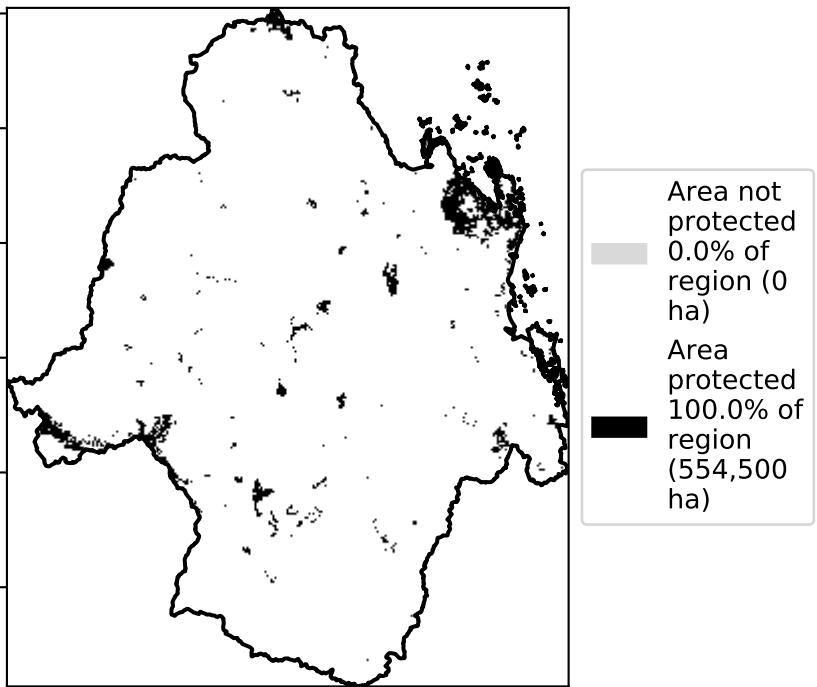 Area not
protected
0.0% of
region (0
ha)
Area
protected
100.0% of
region
(554,500
ha)